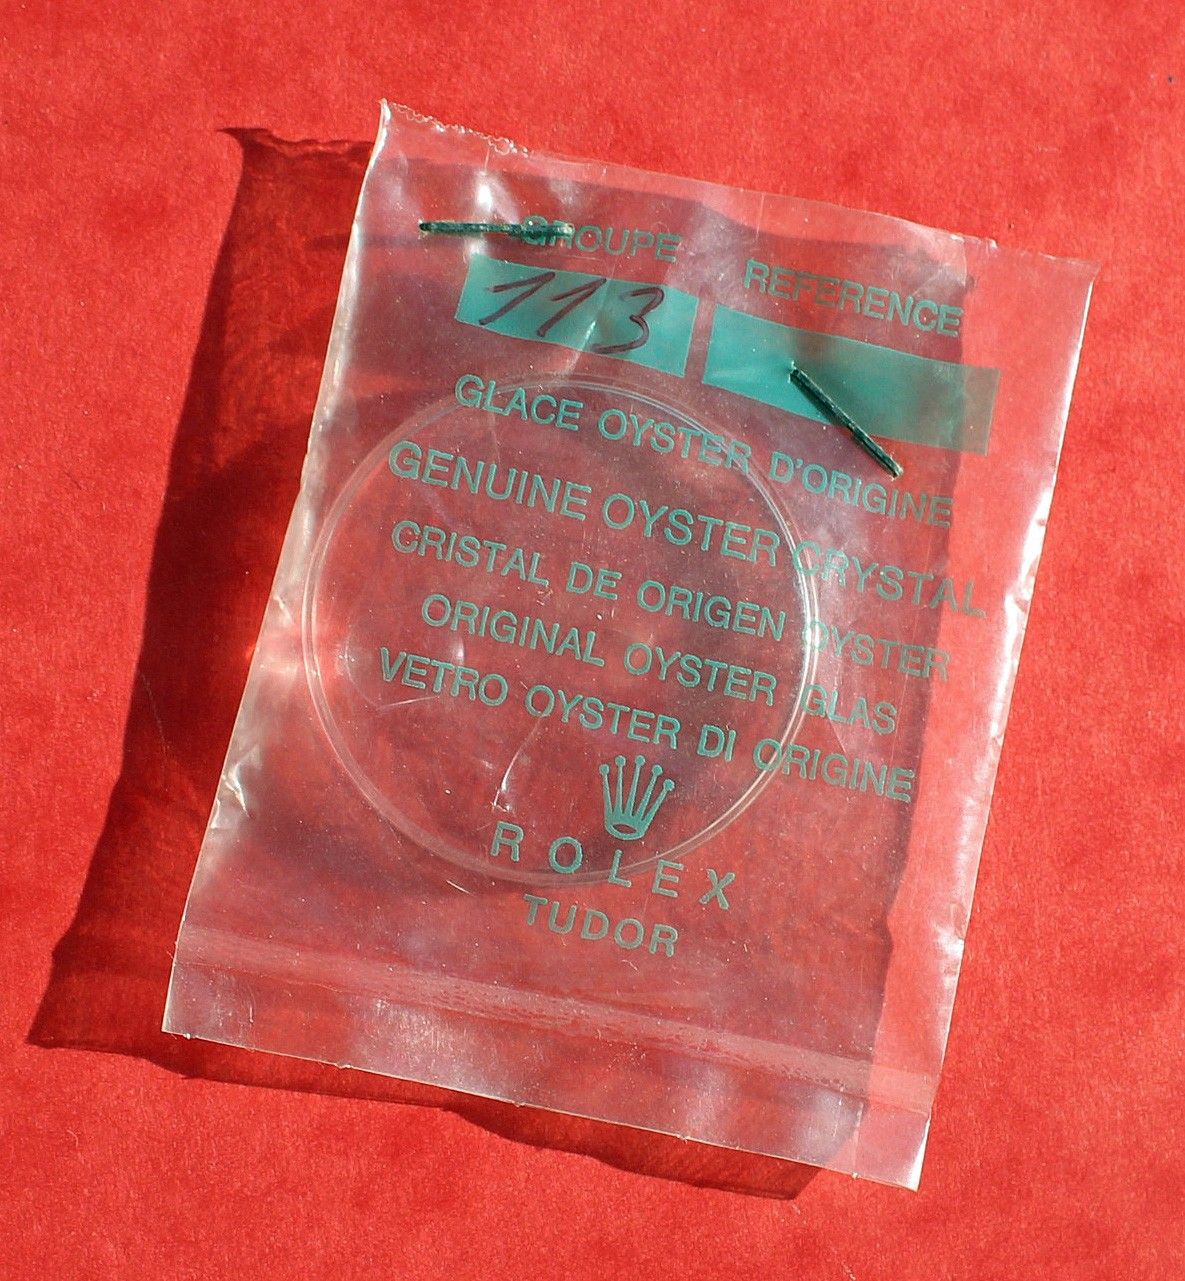 GROUPE REFERENCE
113
GLACE OYSTER D'ORIGINE
GENUINE OYSTER CRYSTAL
CRISTAL DE ORIGEN OYSTER
ORIGINAL OYSTER GLAS
VETRO OYSTER DI ORIGINE
ROLEX
TUDOR